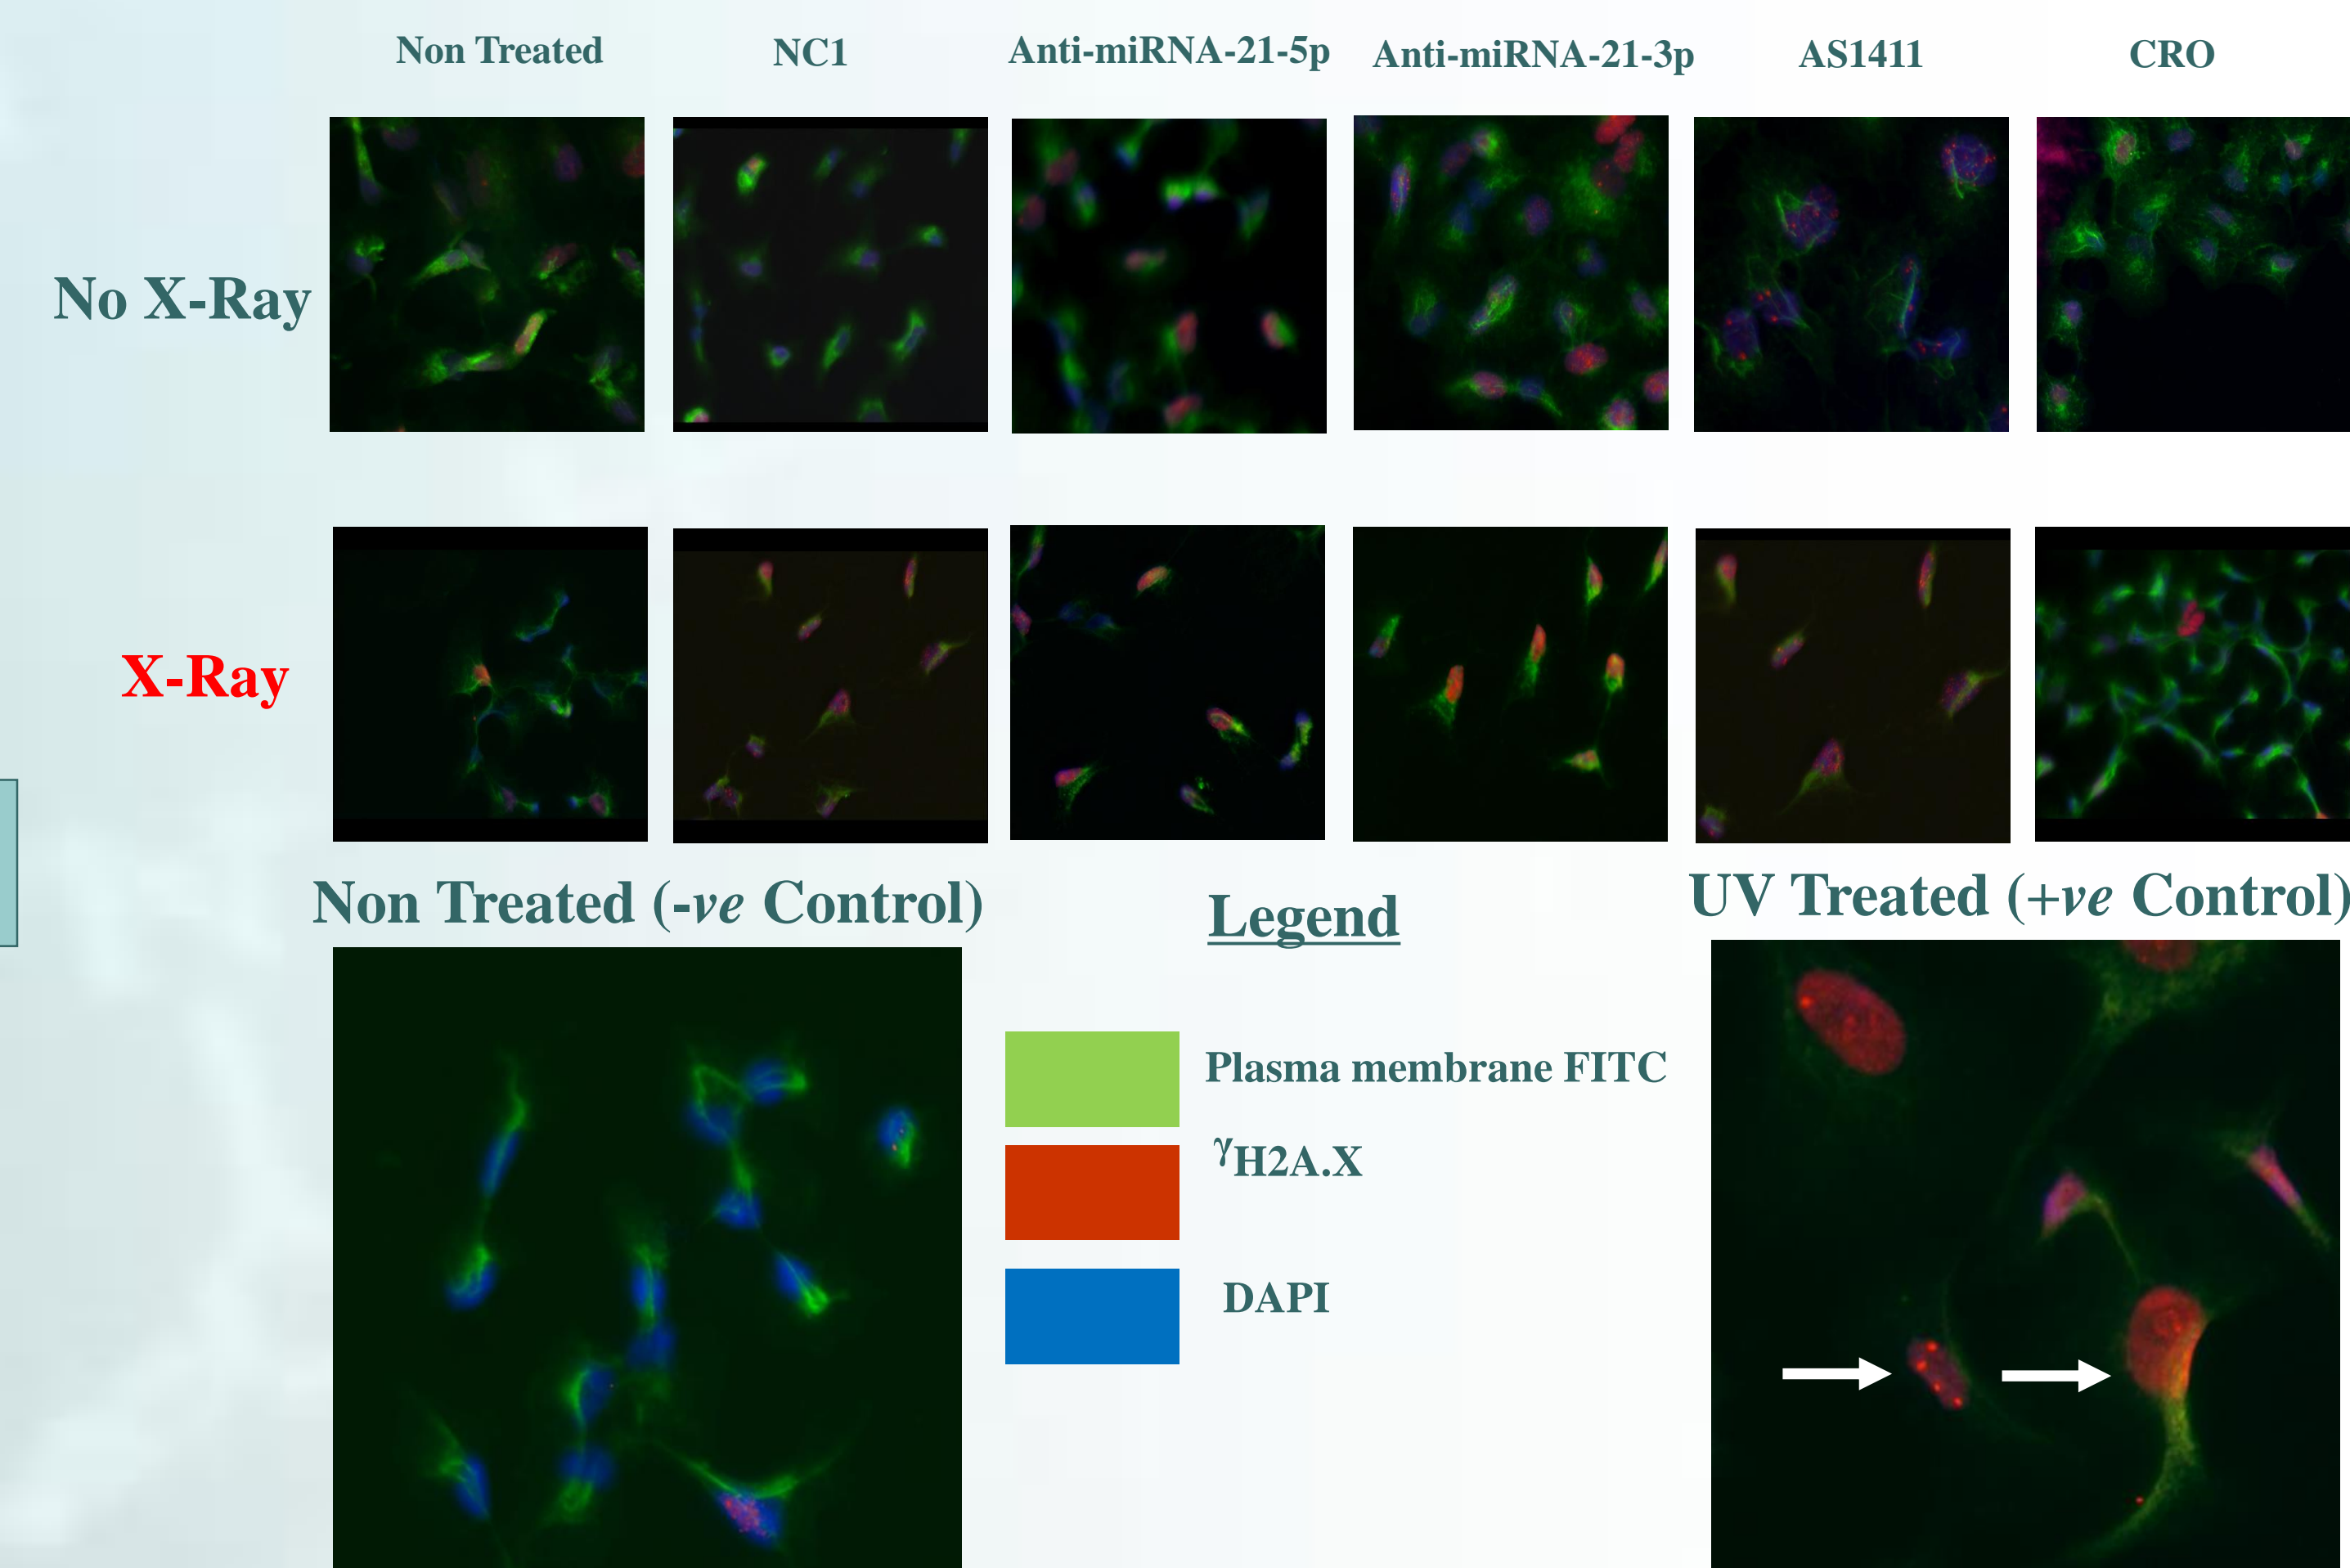 Non Treated
NC1
Anti-miRNA-21-5p
Anti-miRNA-21-3p
AS1411
CRO
No X-Ray
X-Ray
Non Treated (-ve Control)
Legend
UV Treated (+ve Control)
Plasma membrane FITC
γH2A.X
DAPI